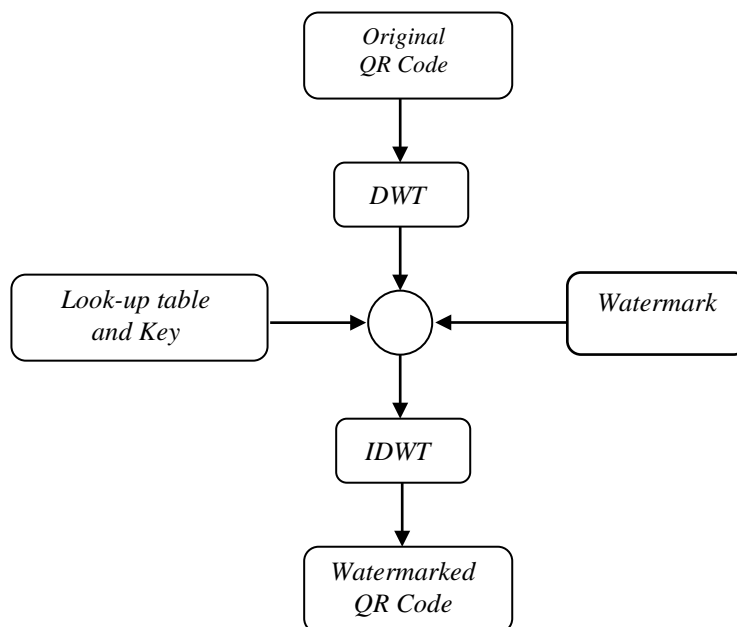 Original
QR Code
DWT
Look-up table
and Key
Watermark
IDWT
Watermarked
QR Code